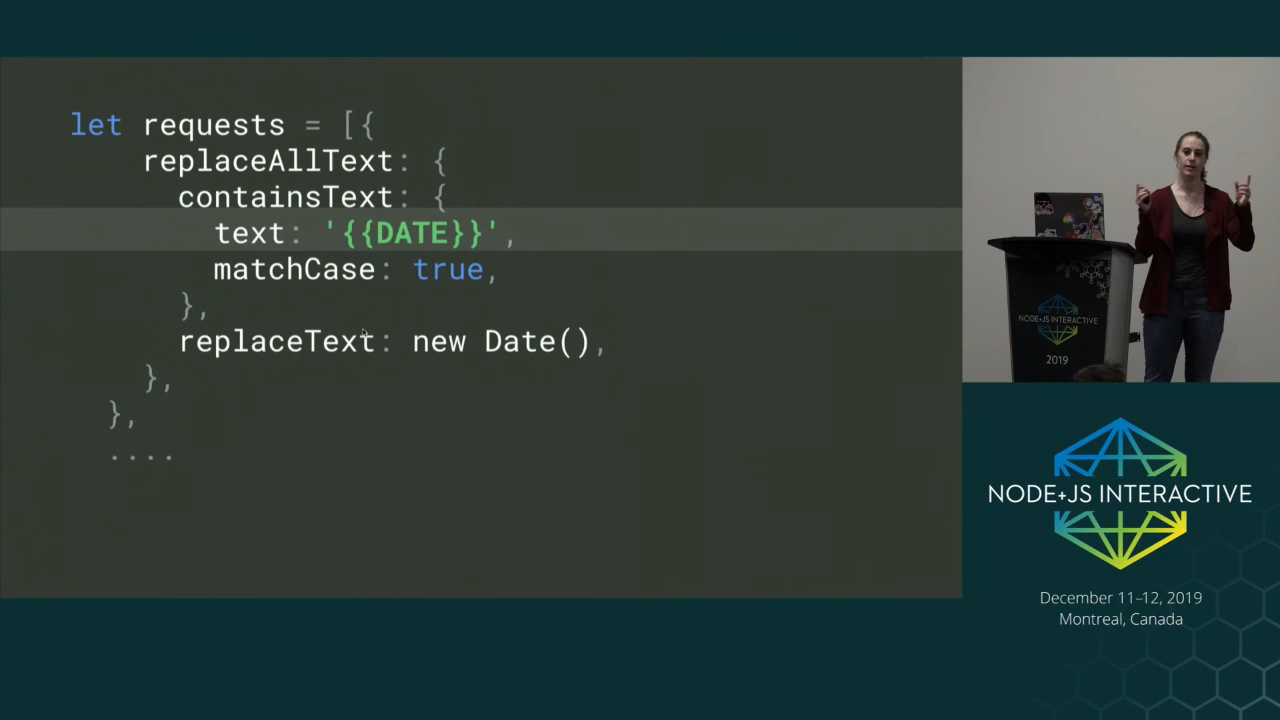 let requests = [{
replaceAllText: {
containsText: {
text: '{{DATE}}',
matchCase: true,
},
replaceText: new Date(),
},
},
....
NODE+JS INTERACTIVE
2019
NODE+JS INTERACTIVE
December 11–12, 2019
Montreal, Canada